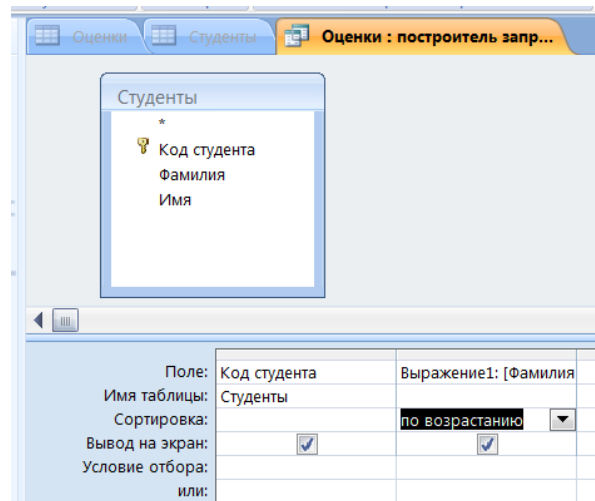 Оценки Студенты Оценки : построитель запр...
Студенты
*
Код студента
Фамилия
Имя
Поле: Код студента Выражение1: [Фамилия
Имя таблицы: Студенты
Сортировка: по возрастанию
Вывод на экран:
Условие отбора:
или: